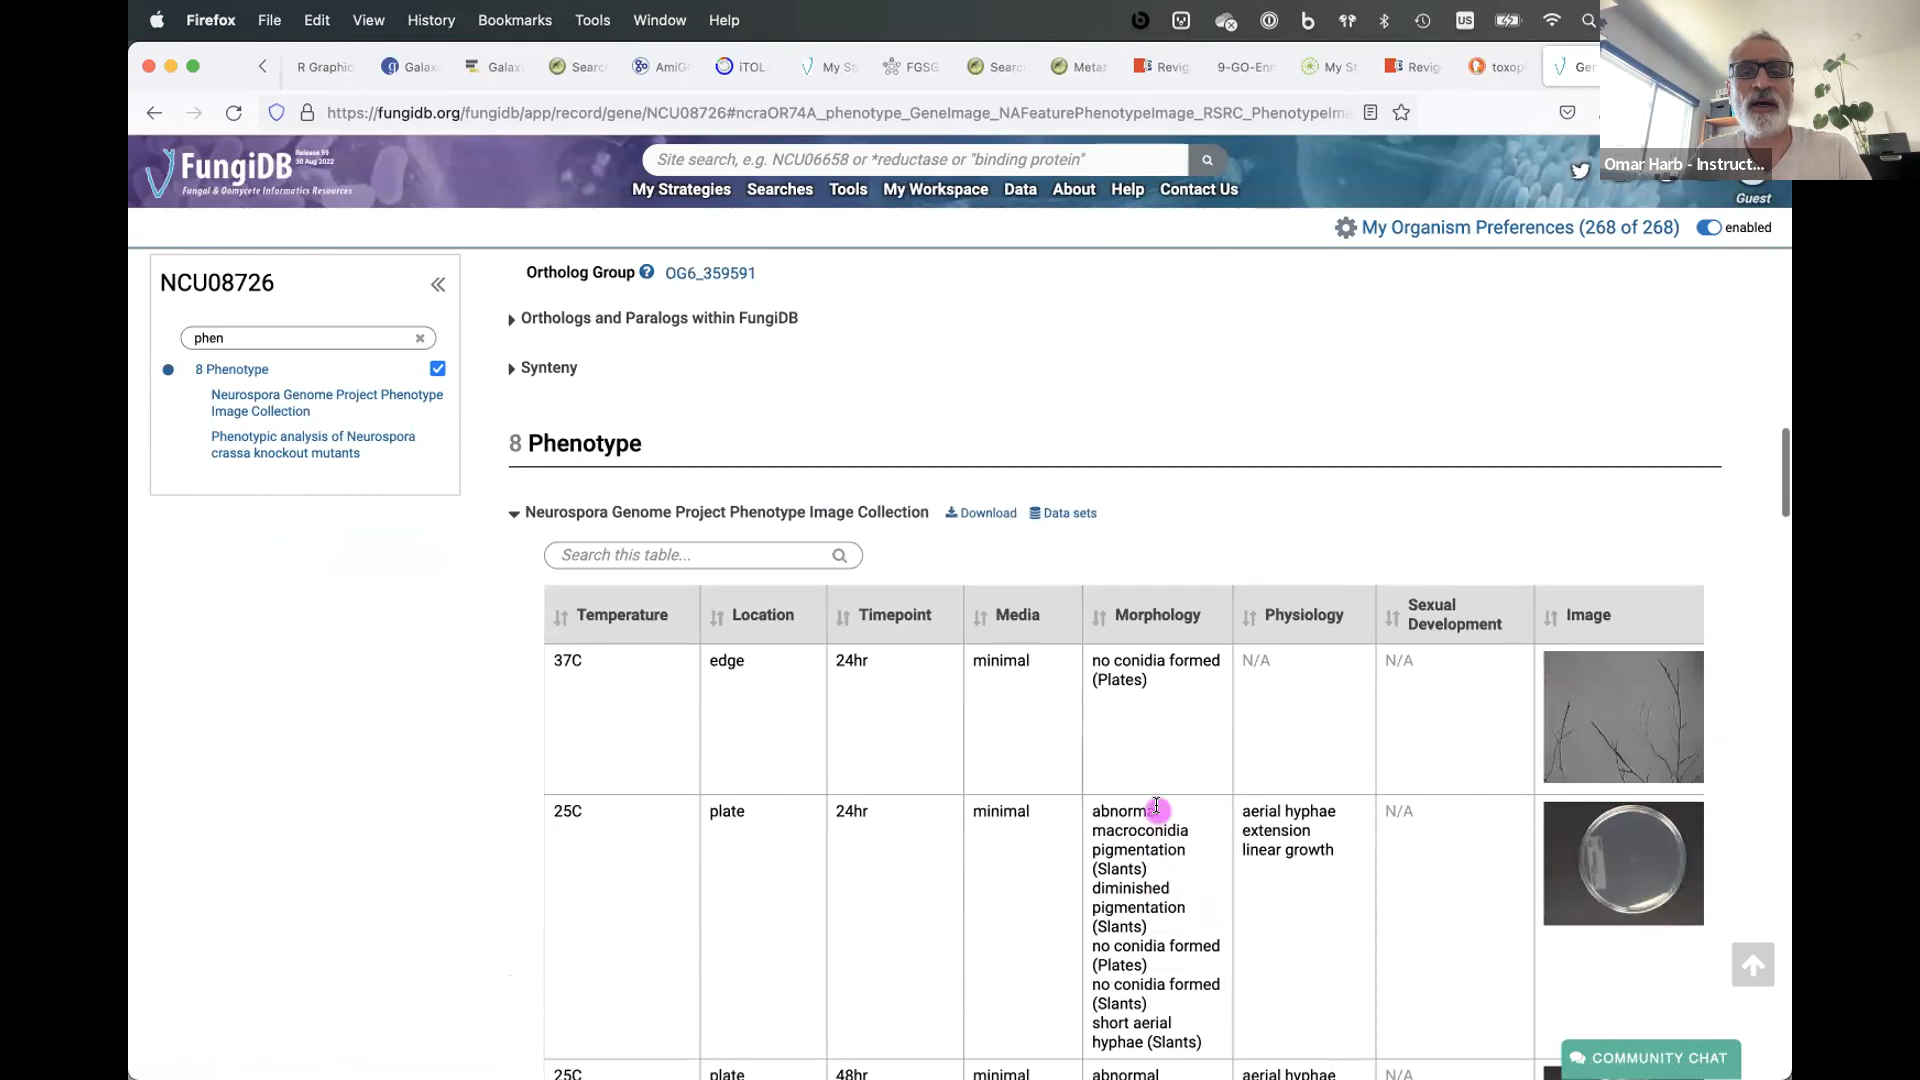 Firefox File Edit View History Bookmarks Tools Window Help
US
R Graphic Galax Galax Searc AmiG iTOL My St FGSG Searc Metar Revig 9-GO-Enr My St Revig toxop Ger
https://fungidb.org/fungidb/app/record/gene/NCU08726#ncraOR74A_phenotype_GeneImage_NAFeaturePhenotypeImage_RSRC_PhenotypeIm
Omar Harb - Instruct...
FungiDB
Release 59
30 Aug 2022
Fungal & Oomycete Informatics Resources
Site search, e.g. NCU06658 or *reductase or "binding protein"
My Strategies Searches Tools My Workspace Data About Help Contact Us
Guest
My Organism Preferences (268 of 268) enabled
NCU08726
phen
8 Phenotype
Neurospora Genome Project Phenotype
Image Collection
Phenotypic analysis of Neurospora
crassa knockout mutants
Ortholog Group OG6_359591
Orthologs and Paralogs within FungiDB
Synteny
8 Phenotype
Neurospora Genome Project Phenotype Image Collection Download Data sets
Search this table...
Temperature Location Timepoint Media Morphology Physiology Sexual Development Image
37C edge 24hr minimal no conidia formed N/A N/A
(Plates)
25C plate 24hr minimal abnorma aerial hyphae N/A
macroconidia extension
pigmentation linear growth
(Slants)
diminished
pigmentation
(Slants)
no conidia formed
(Plates)
no conidia formed
(Slants)
short aerial
hyphae (Slants)
25C plate 48hr minimal abnormal aerial hyphae N/A
COMMUNITY CHAT